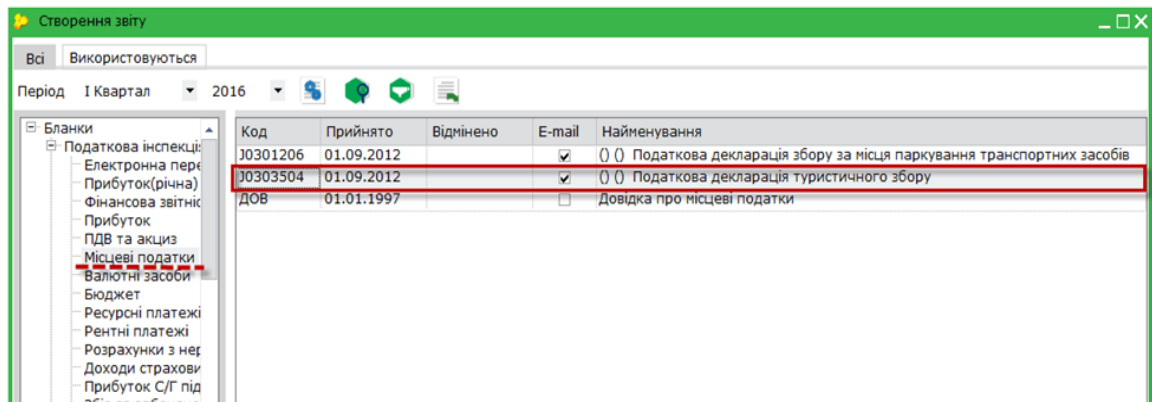 Створення звіту
Всі Використовуються
Період I Квартал 2016
Бланки
Податкова інспекці
Електронна пере
Прибуток(річна)
Фінансова звітніс
Прибуток
ПДВ та акциз
Місцеві податки
Валютні засоби
Бюджет
Ресурсні платежі
Рентні платежі
Розрахунки з нер
Доходи страхови
Прибуток С/Г під
Код Прийнято Відмінено E-mail Найменування
J0301206 01.09.2012 () () Податкова декларація збору за місця паркування транспортних засобів
J0303504 01.09.2012 () () Податкова декларація туристичного збору
ДОВ 01.01.1997 Довідка про місцеві податки